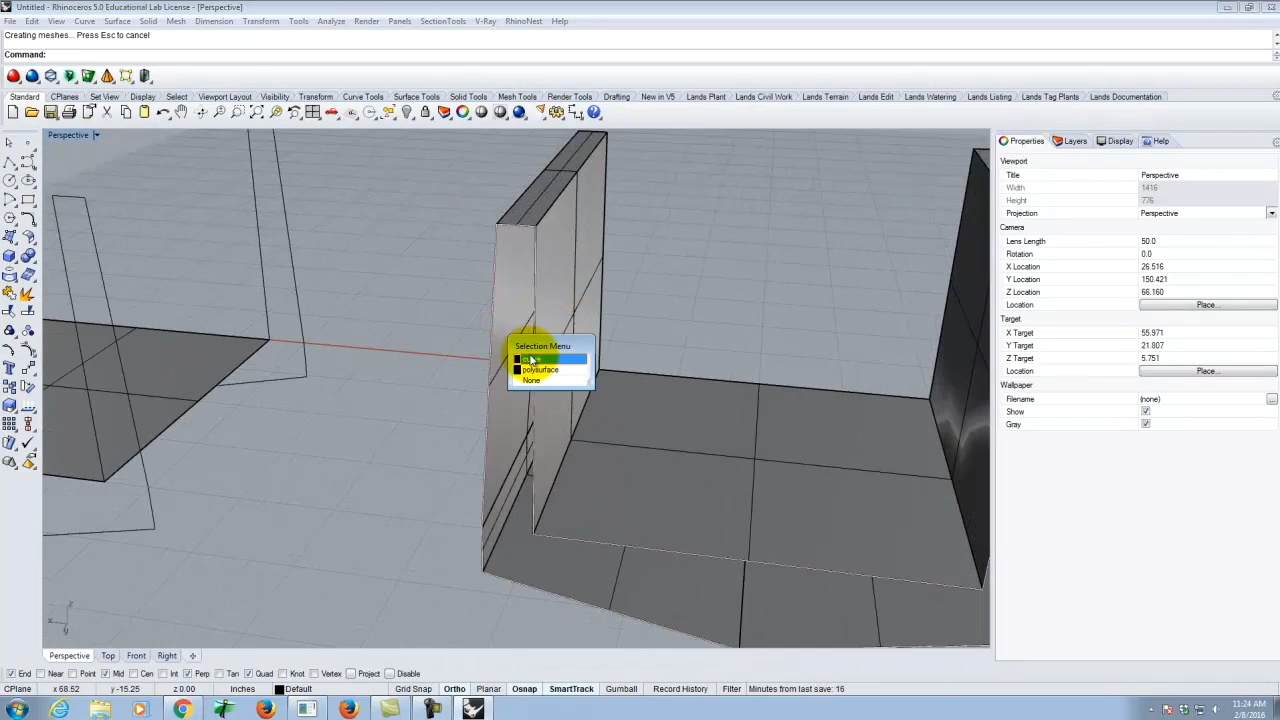 Untitled - Rhinoceros 5.0 Educational Lab License - [Perspective]
File Edit View Curve Surface Solid Mesh Dimension Transform Tools Analyze Render Panels SectionTools V-Ray RhinoNest Help
Creating meshes... Press Esc to cancel
Command:
Standard CPlanes Set View Display Select Viewport Layout Visibility Transform Curve Tools Surface Tools Solid Tools Mesh Tools Render Tools Drafting New in V5 Lands Plant Lands Civil Work Lands Terrain Lands Edit Lands Watering Lands Listing Lands Tag Plants Lands Documentation
Perspective
Properties Layers Display Help
Viewport
Title Perspective
Width 1416
Height 776
Projection Perspective
Camera
Lens Length 50.0
Rotation 0.0
X Location 26.516
Y Location 150.421
Z Location 66.160
Location Place...
Target
X Target 55.971
Y Target 21.807
Z Target 5.751
Location Place...
Wallpaper
Filename (none) ...
Show
Gray
Selection Menu
polysurface
None
z
x
y
Perspective Top Front Right
End Near Point Mid Cen Int Perp Tan Quad Knot Vertex Project Disable
CPlane x 68.52 y -15.25 z 0.00 Inches Default Grid Snap Ortho Planar Osnap SmartTrack Gumball Record History Filter Minutes from last save: 16
11:24 AM
2/8/2016